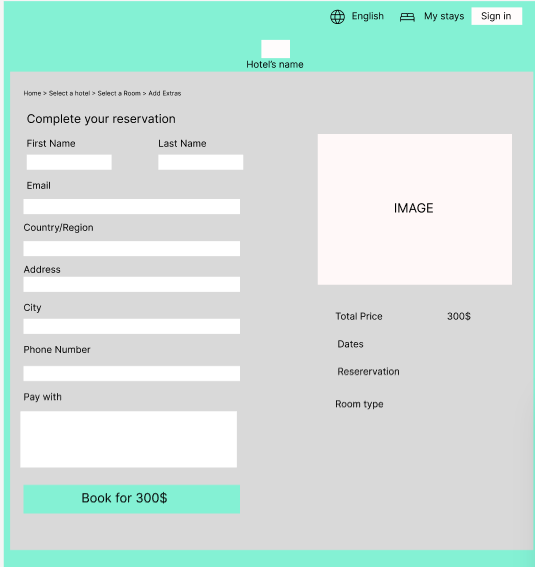 English My stays Sign in
Hotel's name
Home > Select a hotel > Select a Room > Add Extras
Complete your reservation
First Name Last Name
Email
Country/Region
Address
City
Phone Number
Pay with
Book for 300$
IMAGE
Total Price 300$
Dates
Reserervation
Room type